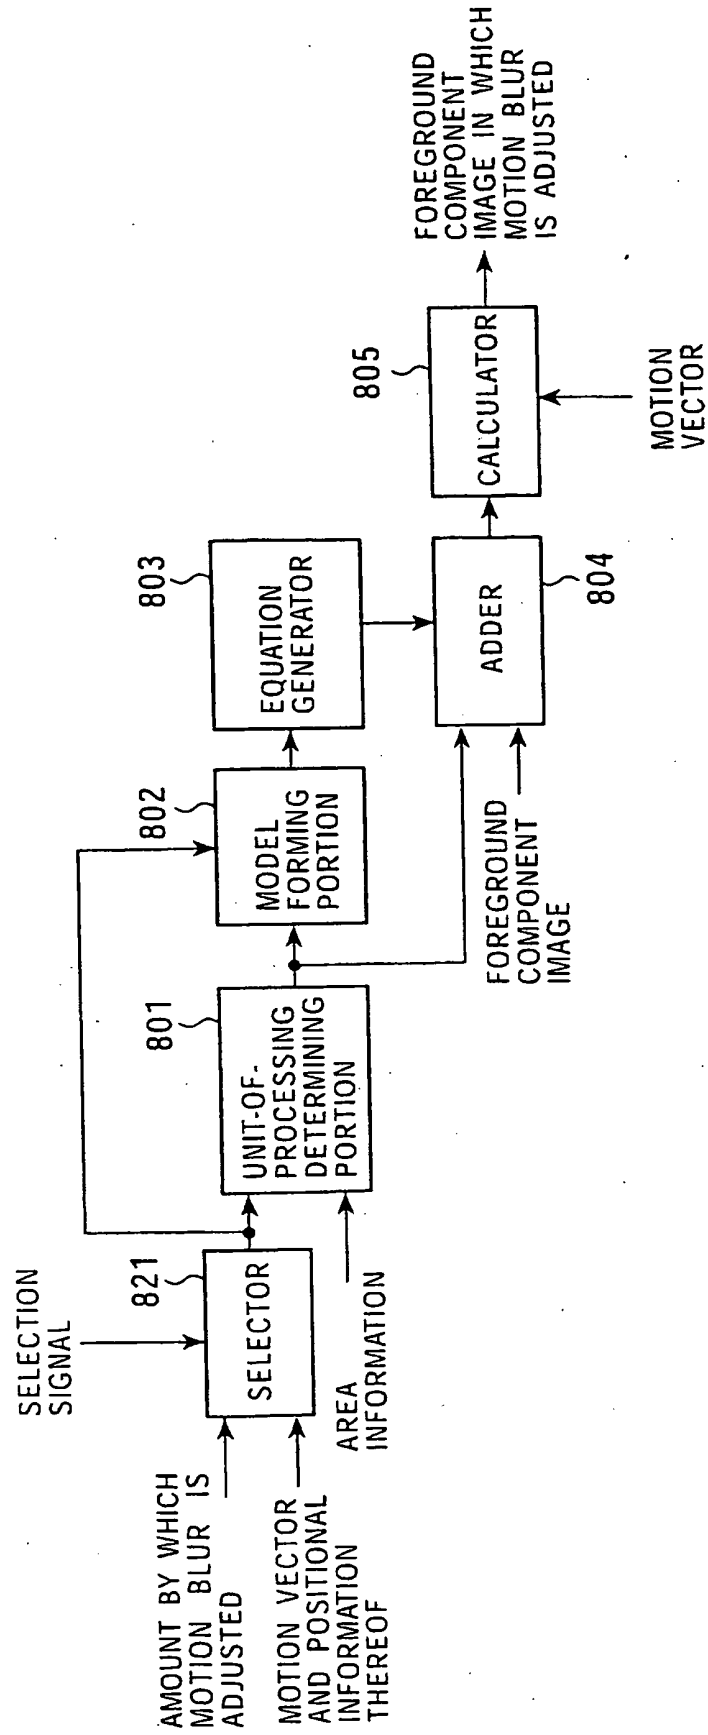 SELECTION
SIGNAL
AMOUNT BY WHICH
MOTION BLUR IS
ADJUSTED
MOTION VECTOR
AND POSITIONAL
INFORMATION
THEREOF
821
SELECTOR
AREA
INFORMATION
801
UNIT-OF-
PROCESSING
DETERMINING
PORTION
802
MODEL
FORMING
PORTION
803
EQUATION
GENERATOR
FOREGROUND
COMPONENT
IMAGE
ADDER
804
805
CALCULATOR
MOTION
VECTOR
FOREGROUND
COMPONENT
IMAGE IN WHICH
MOTION BLUR
IS ADJUSTED